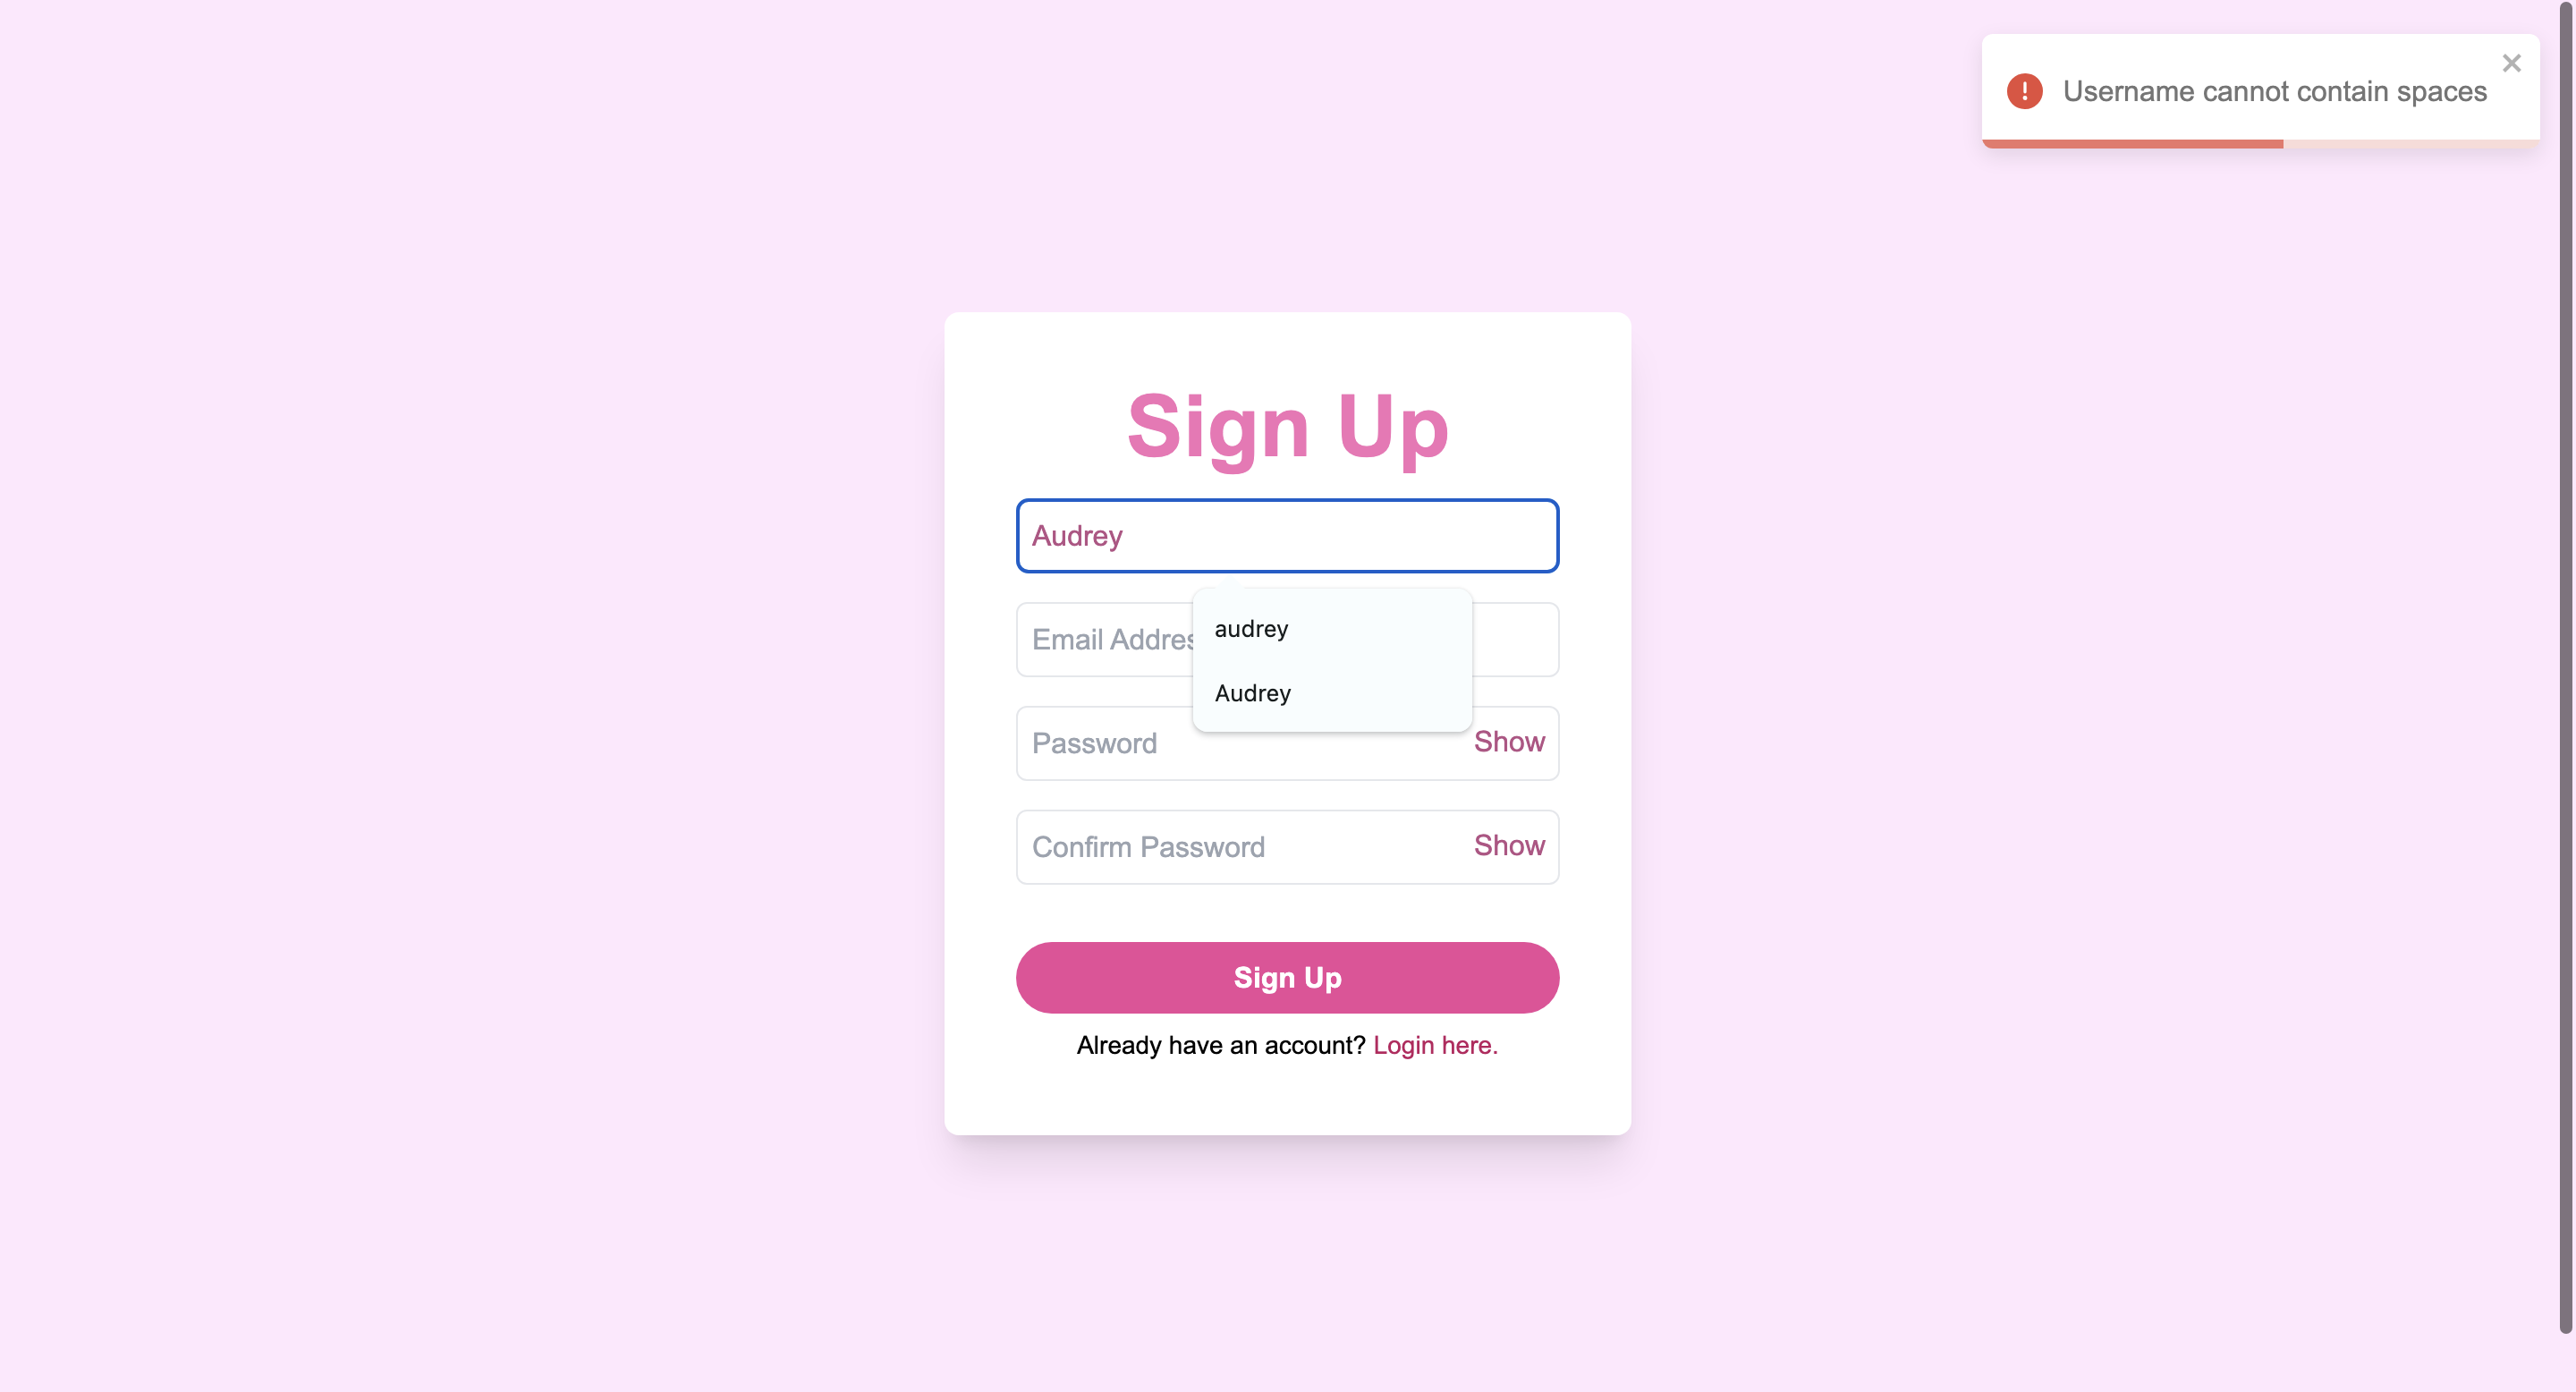 Username cannot contain spaces
Sign Up
Audrey
audrey
Email Addres
Audrey
Password
Show
Confirm Password
Show
Sign Up
Already have an account? Login here.